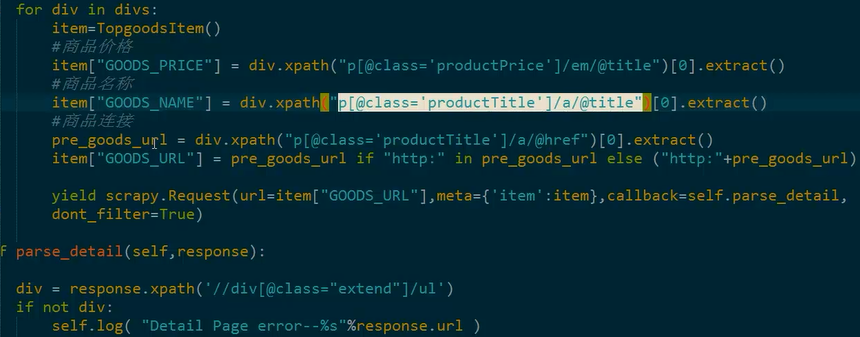 for div in divs:
item=TopgoodsItem()
#商品价格
item["GOODS_PRICE"] = div.xpath("p[@class='productPrice']/em/@title")[0].extract()
#商品名称
item["GOODS_NAME"] = div.xpath("p[@class='productTitle']/a/@title")[0].extract()
#商品连接
pre_goods_url = div.xpath("p[@class='productTitle']/a/@href")[0].extract()
item["GOODS_URL"] = pre_goods_url if "http:" in pre_goods_url else ("http:"+pre_goods_url)
yield scrapy.Request(url=item["GOODS_URL"],meta={'item':item},callback=self.parse_detail,
dont_filter=True)
f parse_detail(self,response):
div = response.xpath('//div[@class="extend"]/ul')
if not div:
self.log( "Detail Page error--%s"%response.url )